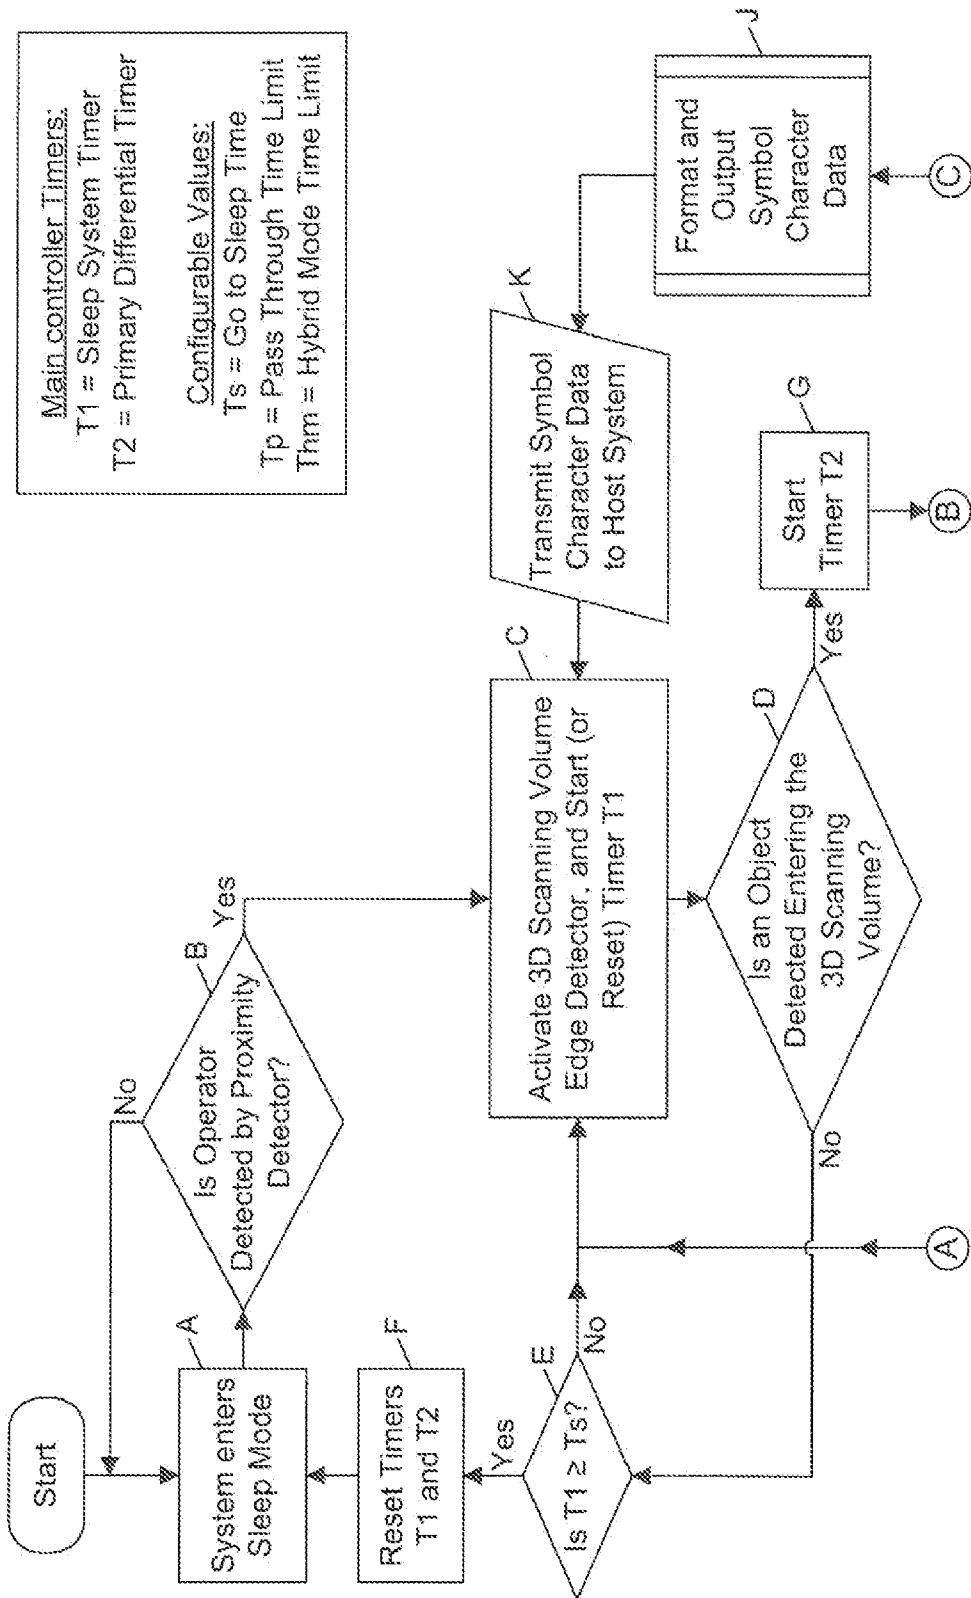 Start
System enters
Sleep Mode
A
Is Operator
Detected by Proximity
Detector?
B
No
Yes
Main controller Timers:
T1 = Sleep System Timer
T2 = Primary Differential Timer
Configurable Values:
Ts = Go to Sleep Time
Tp = Pass Through Time Limit
Thm = Hybrid Mode Time Limit
Reset Timers
T1 and T2
F
Yes
Is T1 ≥ Ts?
E
No
Activate 3D Scanning Volume
Edge Detector, and Start (or
Reset) Timer T1
C
Transmit Symbol
Character Data
to Host System
K
Format and
Output
Symbol
Character
Data
J
Is an Object
Detected Entering the
3D Scanning
Volume?
D
No
Yes
Start
Timer T2
G
A
B
C